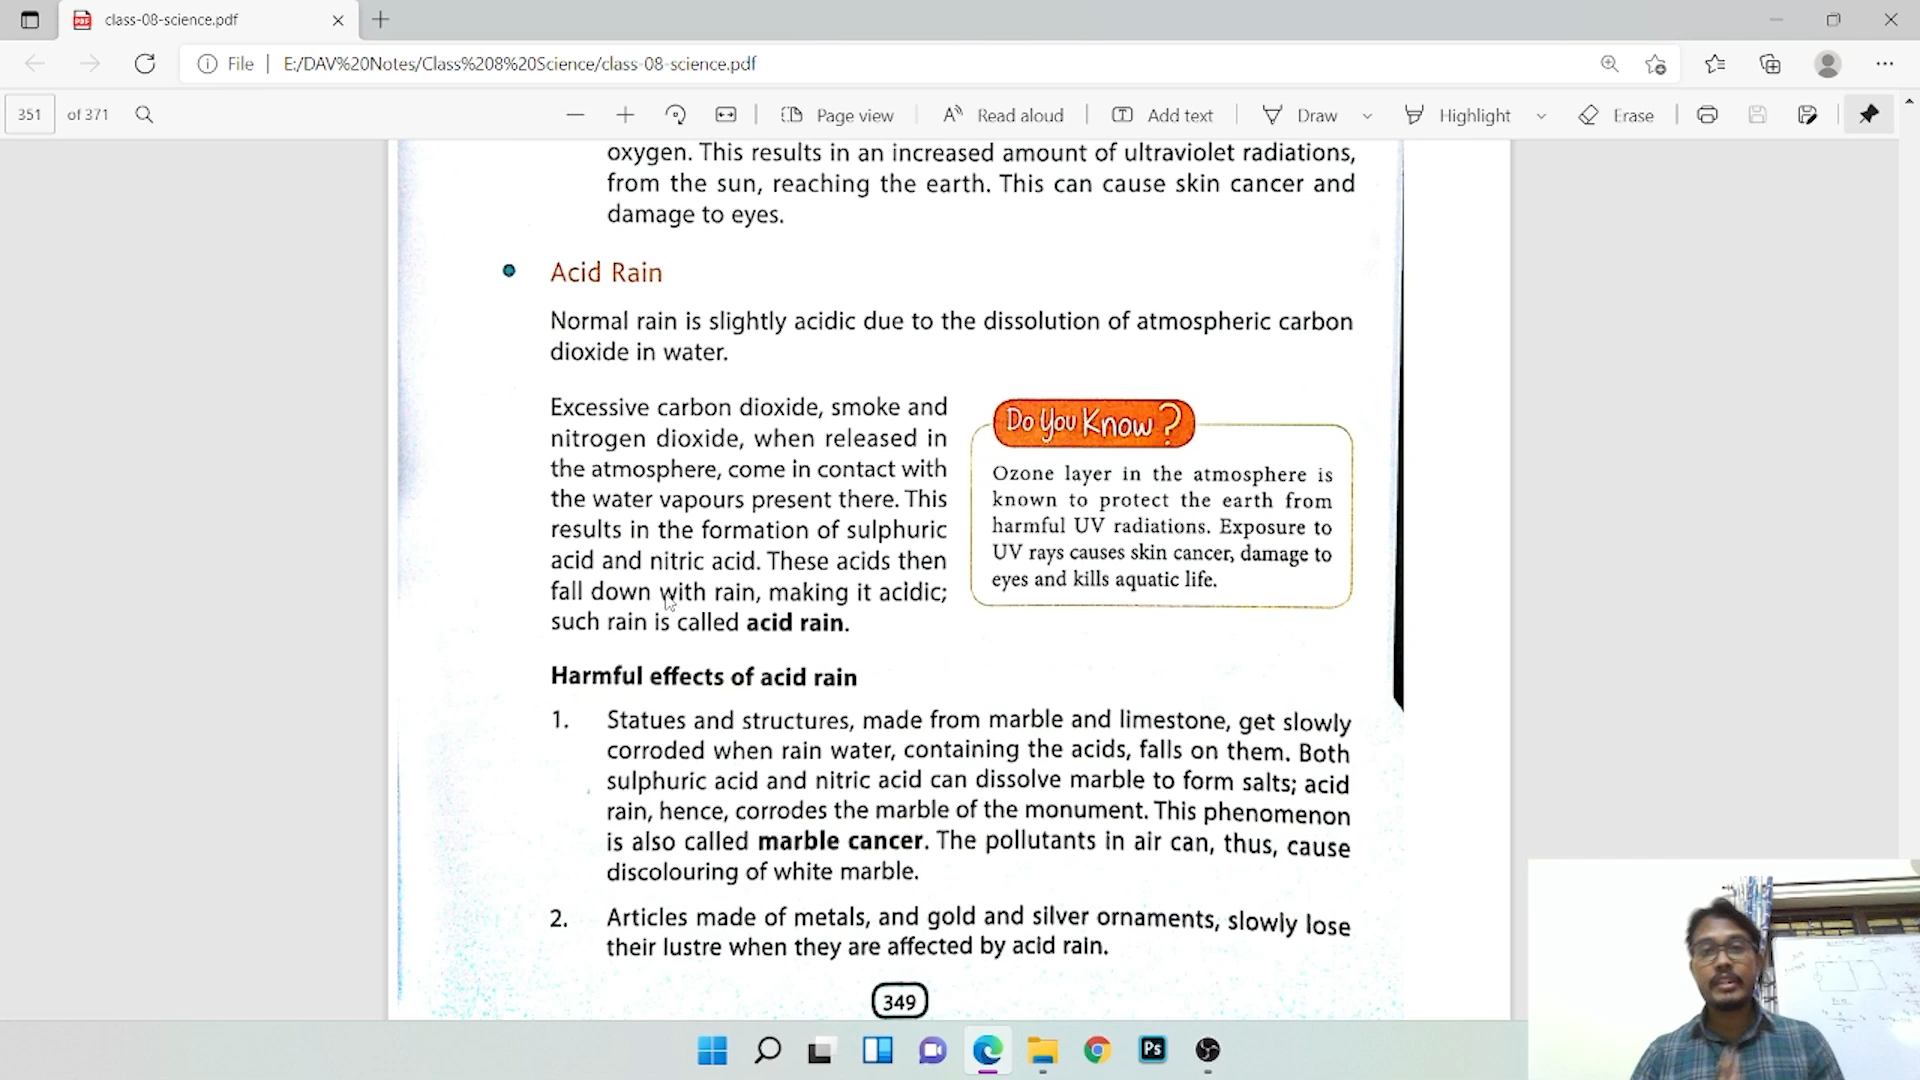 class-08-science.pdf
File
E:/DAV%20Notes/Class%208%20Science/class-08-science.pdf
351 of 371
Page view
Read aloud
Add text
Draw
Highlight
Erase
oxygen. This results in an increased amount of ultraviolet radiations,
from the sun, reaching the earth. This can cause skin cancer and
damage to eyes.
Acid Rain
Normal rain is slightly acidic due to the dissolution of atmospheric carbon
dioxide in water.
Excessive carbon dioxide, smoke and
nitrogen dioxide, when released in
the atmosphere, come in contact with
the water vapours present there. This
results in the formation of sulphuric
acid and nitric acid. These acids then
fall down with rain, making it acidic;
such rain is called acid rain.
Do You Know ?
Ozone layer in the atmosphere is
known to protect the earth from
harmful UV radiations. Exposure to
UV rays causes skin cancer, damage to
eyes and kills aquatic life.
Harmful effects of acid rain
1. Statues and structures, made from marble and limestone, get slowly
corroded when rain water, containing the acids, falls on them. Both
sulphuric acid and nitric acid can dissolve marble to form salts; acid
rain, hence, corrodes the marble of the monument. This phenomenon
is also called marble cancer. The pollutants in air can, thus, cause
discolouring of white marble.
2. Articles made of metals, and gold and silver ornaments, slowly lose
their lustre when they are affected by acid rain.
349
Ps